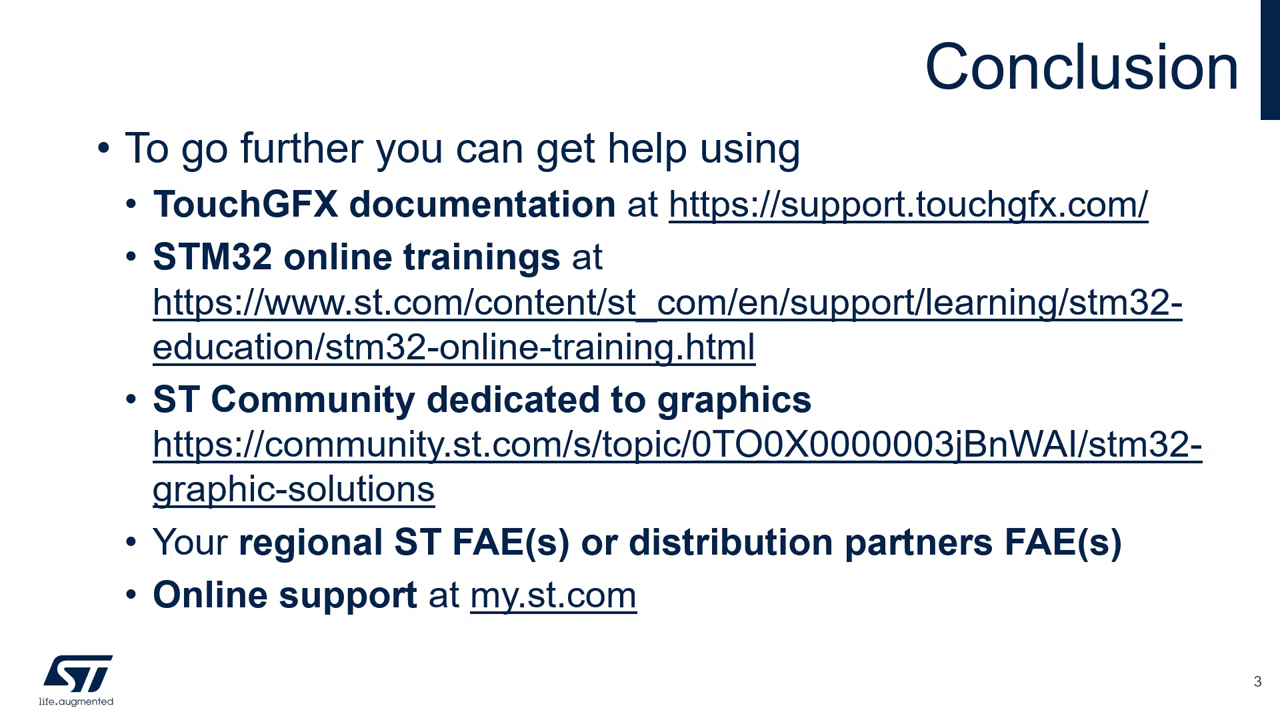 Conclusion
• To go further you can get help using
• TouchGFX documentation at https://support.touchgfx.com/
• STM32 online trainings at
https://www.st.com/content/st_com/en/support/learning/stm32-
education/stm32-online-training.html
• ST Community dedicated to graphics
https://community.st.com/s/topic/0TO0X0000003jBnWAI/stm32-
graphic-solutions
• Your regional ST FAE(s) or distribution partners FAE(s)
• Online support at my.st.com
ST
life.augmented
3